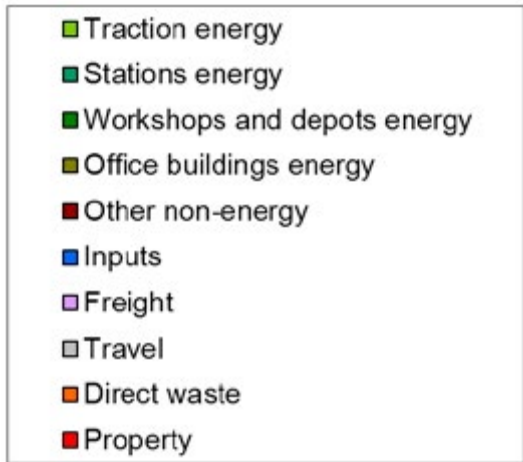 Traction energy
Stations energy
Workshops and depots energy
Office buildings energy
Other non-energy
Inputs
Freight
Travel
Direct waste
Property